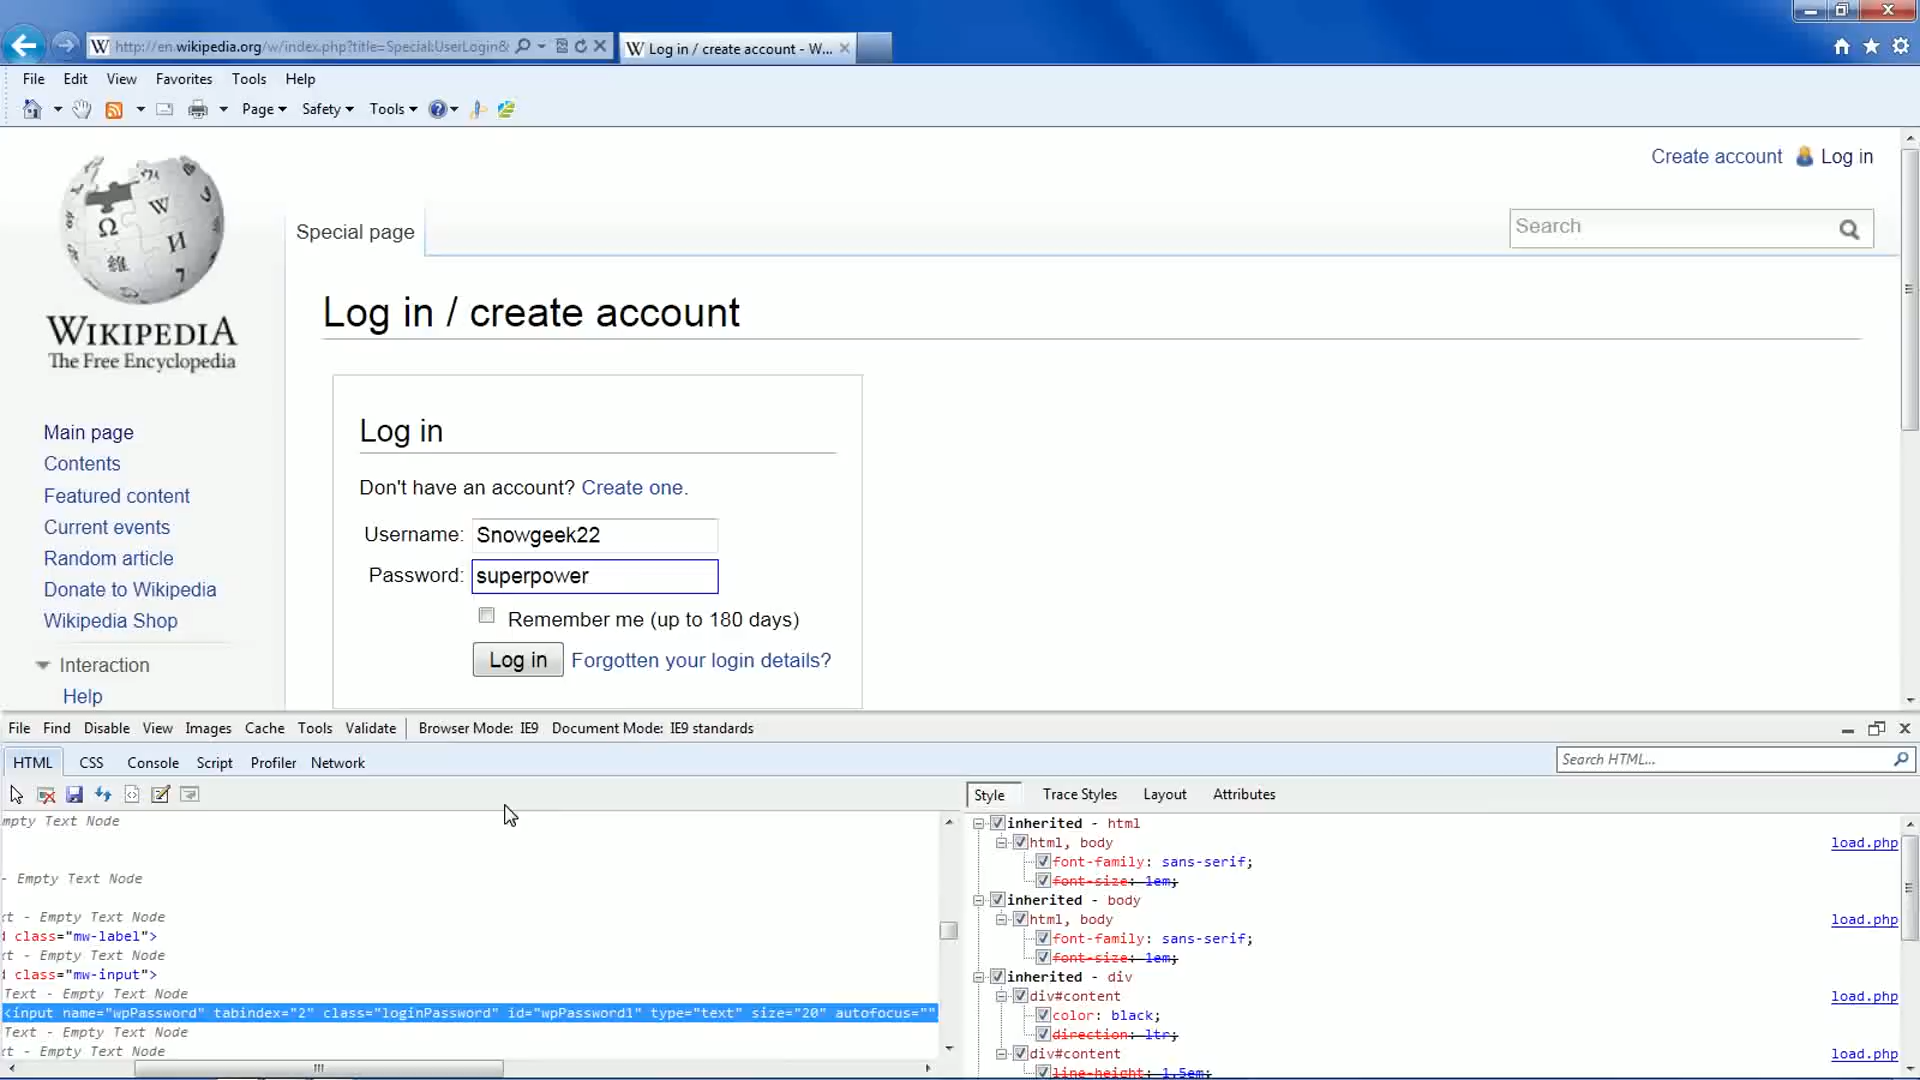 http://en.wikipedia.org/w/index.php?title=Special:UserLogin&
Log in / create account - W...
File Edit View Favorites Tools Help
Page Safety Tools
Create account Log in
Special page
Search
WIKIPEDIA
The Free Encyclopedia
Log in / create account
Log in
Don't have an account? Create one.
Username: Snowgeek22
Password: superpower
Remember me (up to 180 days)
Log in Forgotten your login details?
Main page
Contents
Featured content
Current events
Random article
Donate to Wikipedia
Wikipedia Shop
Interaction
Help
File Find Disable View Images Cache Tools Validate Browser Mode: IE9 Document Mode: IE9 standards
HTML CSS Console Script Profiler Network
Search HTML...
mpty Text Node
- Empty Text Node
xt - Empty Text Node
d class="mw-label">
xt - Empty Text Node
d class="mw-input">
Text - Empty Text Node
<input name="wpPassword" tabindex="2" class="loginPassword" id="wpPassword1" type="text" size="20" autofocus=""
Text - Empty Text Node
xt - Empty Text Node
Style Trace Styles Layout Attributes
inherited - html
html, body load.php
font-family: sans-serif;
font-size: 1em;
inherited - body
html, body load.php
font-family: sans-serif;
font-size: 1em;
inherited - div
div#content load.php
color: black;
direction: ltr;
div#content load.php
line-height: 1.5em;